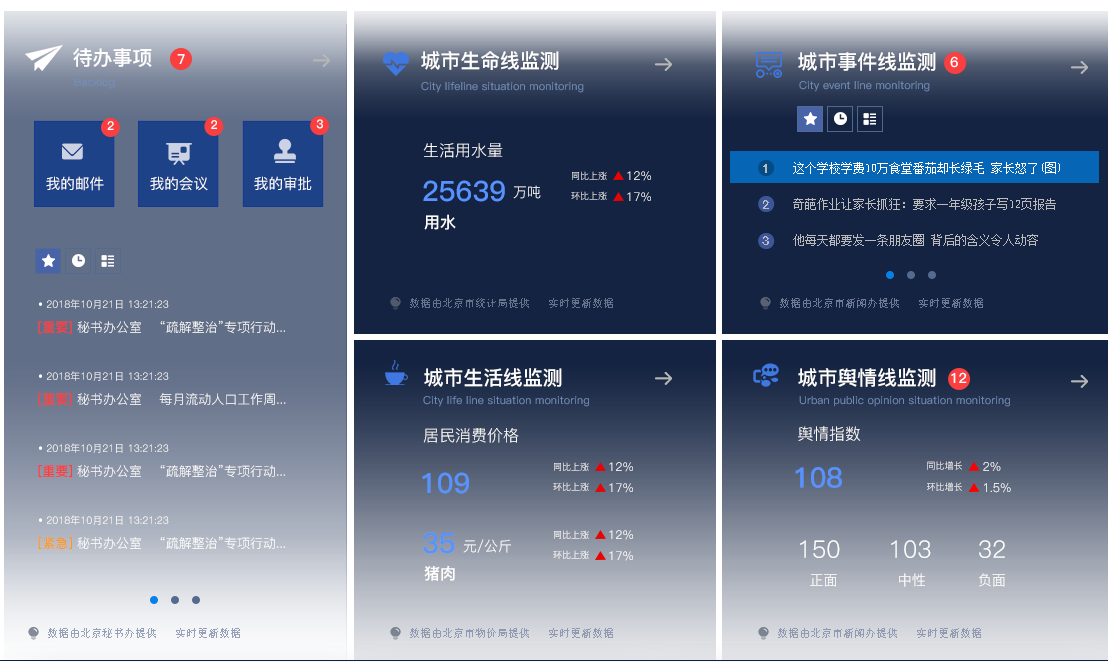 待办事项 7
Backlog
2
我的邮件
2
我的会议
3
我的审批
• 2018年10月21日 13:21:23
[重要] 秘书办公室 “疏解整治”专项行动...
• 2018年10月21日 13:21:23
[重要] 秘书办公室 每月流动人口工作周...
• 2018年10月21日 13:21:23
[重要] 秘书办公室 “疏解整治”专项行动...
• 2018年10月21日 13:21:23
[紧急] 秘书办公室 “疏解整治”专项行动...
数据由北京秘书办提供 实时更新数据
城市生命线监测
City lifeline situation monitoring
生活用水量
25639 万吨
同比上涨 ▲12%
环比上涨 ▲17%
用水
数据由北京市统计局提供 实时更新数据
城市事件线监测 6
City event line monitoring
1 这个学校学费10万食堂番茄却长绿毛 家长怒了(图)
2 奇葩作业让家长抓狂：要求一年级孩子写12页报告
3 他每天都要发一条朋友圈 背后的含义令人动容
数据由北京市新闻办提供 实时更新数据
城市生活线监测
City life line situation monitoring
居民消费价格
109
同比上涨 ▲12%
环比上涨 ▲17%
35 元/公斤
同比上涨 ▲12%
环比上涨 ▲17%
猪肉
数据由北京市物价局提供 实时更新数据
城市舆情线监测 12
Urban public opinion situation monitoring
舆情指数
108
同比增长 ▲2%
环比增长 ▲1.5%
150 103 32
正面 中性 负面
数据由北京市新闻办提供 实时更新数据